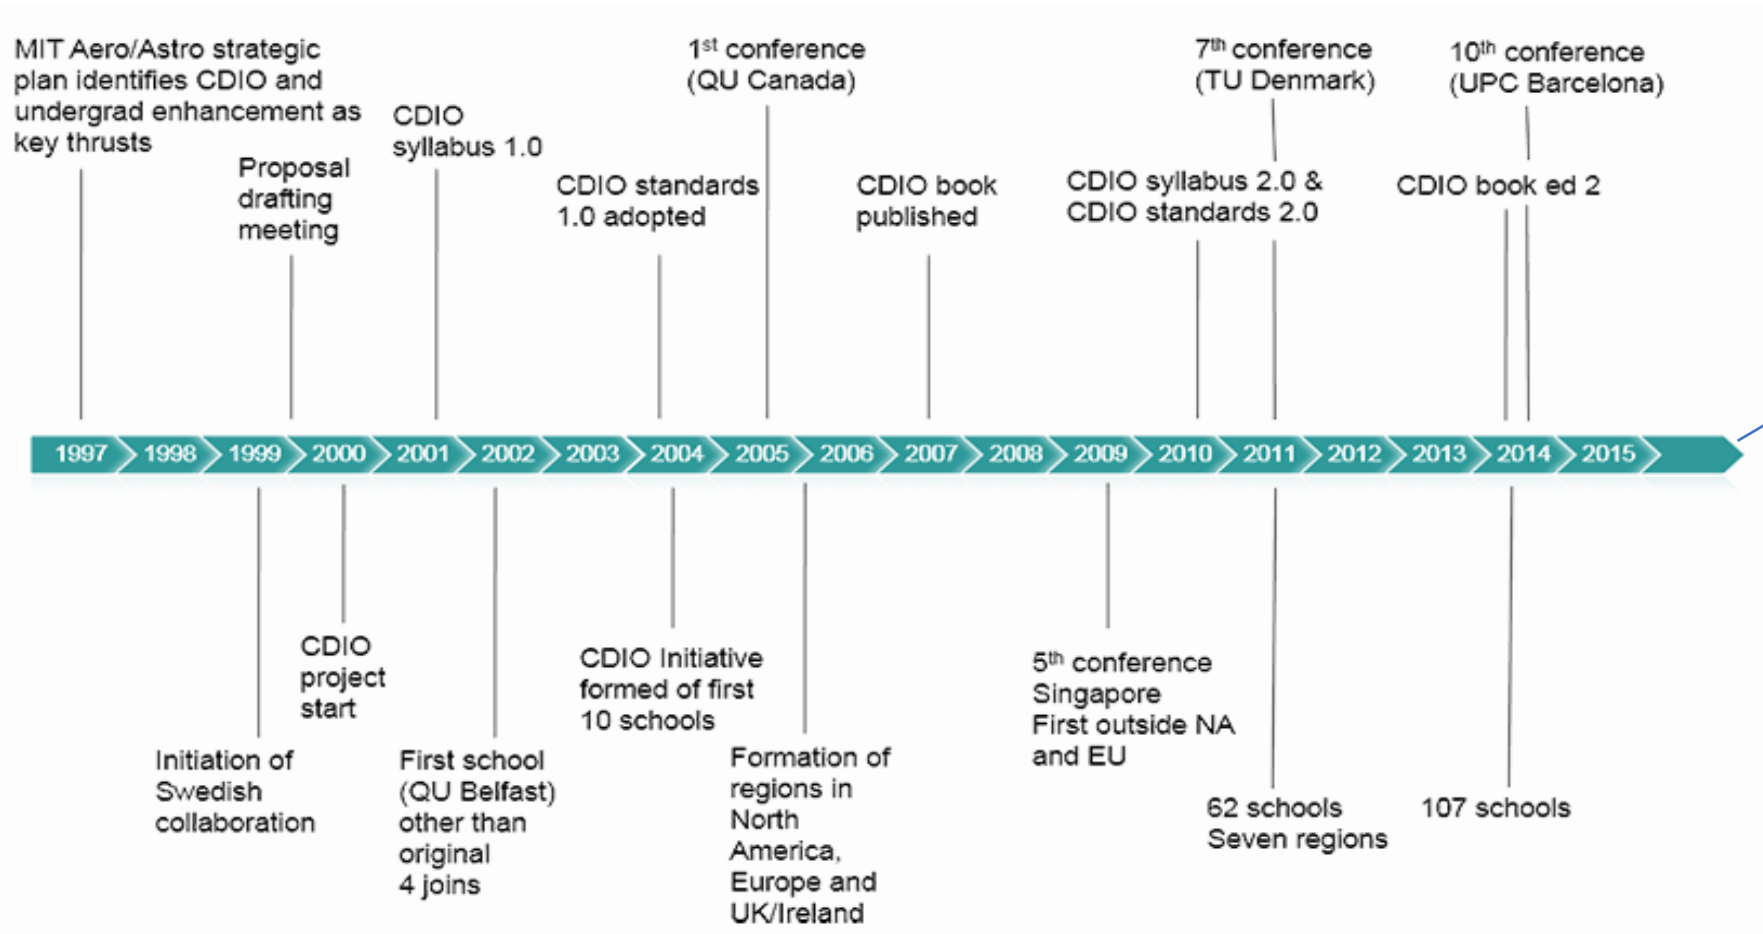 MIT Aero/Astro strategic
plan identifies CDIO and
undergrad enhancement as
key thrusts
Proposal
drafting
meeting
CDIO
syllabus 1.0
CDIO standards
1.0 adopted
1st conference
(QU Canada)
CDIO book
published
7th conference
(TU Denmark)
CDIO syllabus 2.0 &
CDIO standards 2.0
10th conference
(UPC Barcelona)
CDIO book ed 2
1997 1998 1999 2000 2001 2002 2003 2004 2005 2006 2007 2008 2009 2010 2011 2012 2013 2014 2015
Initiation of
Swedish
collaboration
CDIO
project
start
First school
(QU Belfast)
other than
original
4 joins
CDIO Initiative
formed of first
10 schools
Formation of
regions in
North
America,
Europe and
UK/Ireland
5th conference
Singapore
First outside NA
and EU
62 schools
Seven regions
107 schools